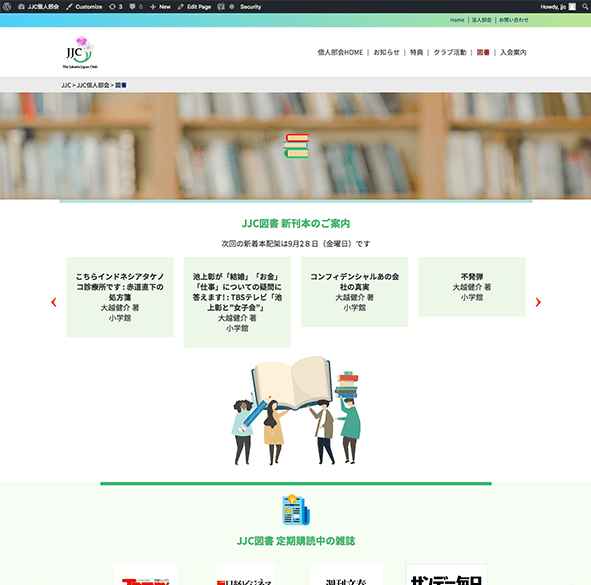 JJC個人部会 Customize 3 0 New Edit Page Security Howdy, jjc
Home | 法人部会 | お問い合わせ
JJC
The Jakarta Japan Club
個人部会HOME | お知らせ | 特典 | クラブ活動 | 図書 | 入会案内
JJC > JJC個人部会 > 図書
JJC図書 新刊本のご案内
次回の新着本配架は9月28日（金曜日）です
こちらインドネシアタケノ
コ診療所です : 赤道直下の
処方箋
大越健介 著
小学館
池上彰が「結婚」「お金」
「仕事」についての疑問に
答えます! : TBSテレビ「池
上彰と"女子会"」
大越健介 著
小学館
コンフィデンシャルあの会
社の真実
大越健介 著
小学館
不発弾
大越健介 著
小学館
JJC図書 定期購読中の雑誌
日経ビジネス
週刊文春
サンデー毎日